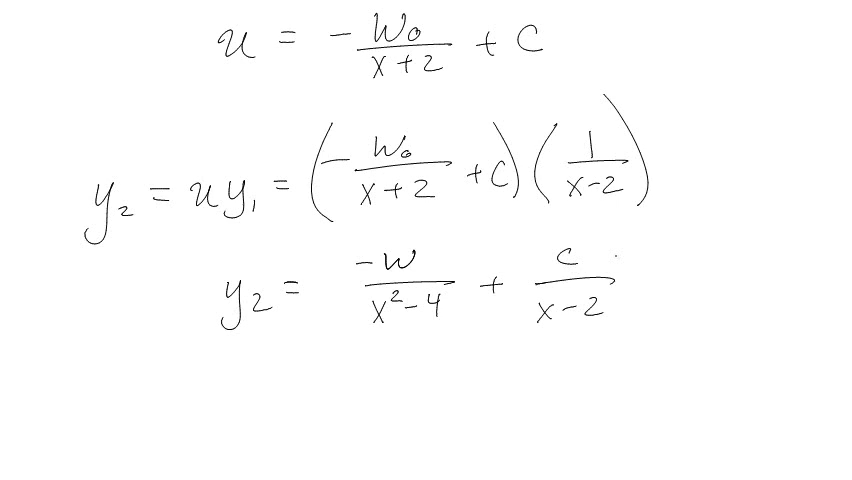 u = - W₀/(x+2) + C
y₂ = uy₁ = (- W₀/(x+2) + C)(1/(x-2))
y₂ = -W/(x²-4) + C/(x-2)